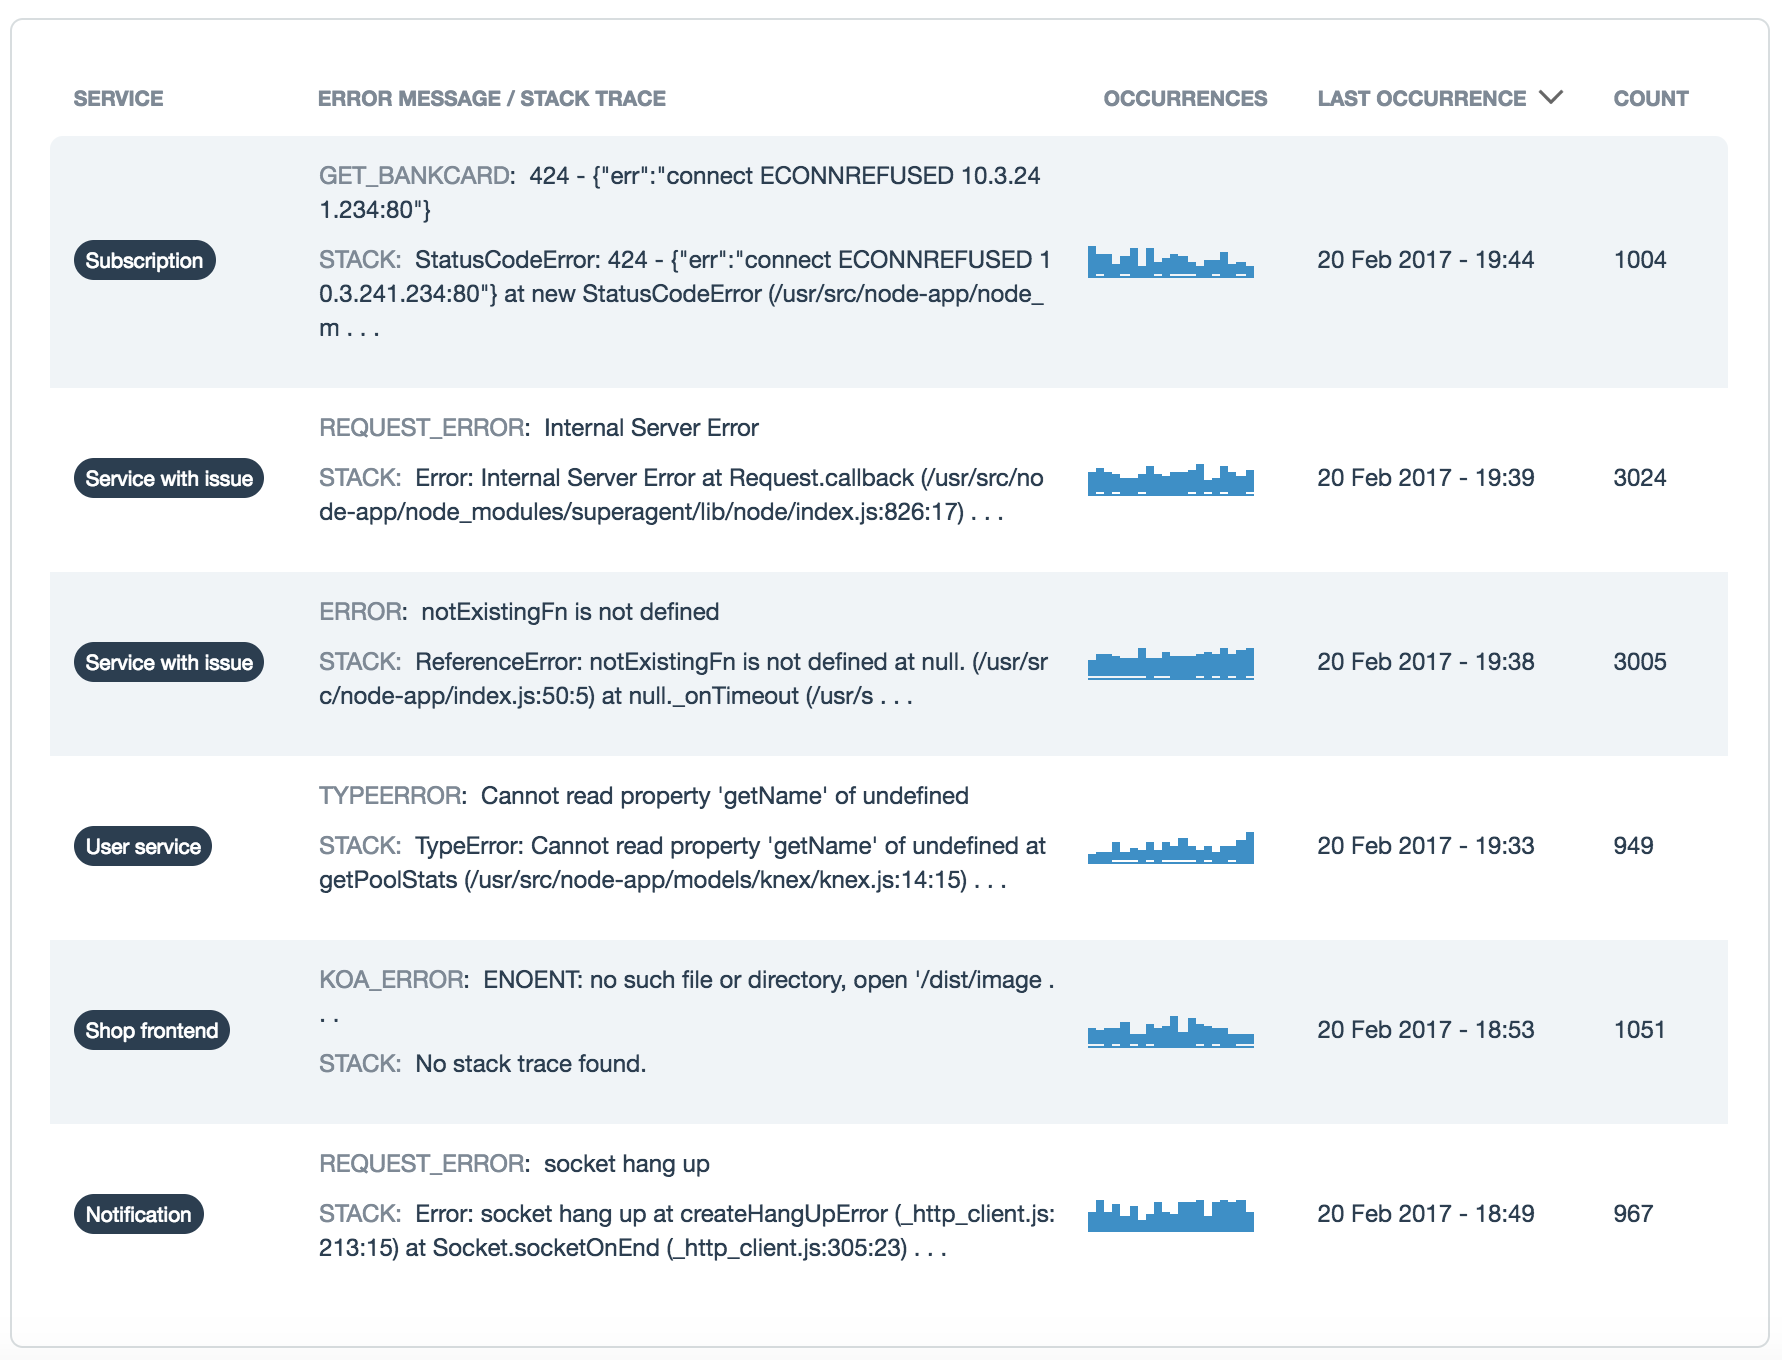 SERVICE ERROR MESSAGE / STACK TRACE OCCURRENCES LAST OCCURRENCE COUNT
GET_BANKCARD: 424 - {"err":"connect ECONNREFUSED 10.3.24
1.234:80"}
Subscription STACK: StatusCodeError: 424 - {"err":"connect ECONNREFUSED 1 20 Feb 2017 - 19:44 1004
0.3.241.234:80"} at new StatusCodeError (/usr/src/node-app/node_
m . . .
REQUEST_ERROR: Internal Server Error
Service with issue STACK: Error: Internal Server Error at Request.callback (/usr/src/no 20 Feb 2017 - 19:39 3024
de-app/node_modules/superagent/lib/node/index.js:826:17) . . .
ERROR: notExistingFn is not defined
Service with issue STACK: ReferenceError: notExistingFn is not defined at null. (/usr/sr 20 Feb 2017 - 19:38 3005
c/node-app/index.js:50:5) at null._onTimeout (/usr/s . . .
TYPEERROR: Cannot read property 'getName' of undefined
User service STACK: TypeError: Cannot read property 'getName' of undefined at 20 Feb 2017 - 19:33 949
getPoolStats (/usr/src/node-app/models/knex/knex.js:14:15) . . .
KOA_ERROR: ENOENT: no such file or directory, open '/dist/image .
. .
Shop frontend 20 Feb 2017 - 18:53 1051
STACK: No stack trace found.
REQUEST_ERROR: socket hang up
Notification STACK: Error: socket hang up at createHangUpError (_http_client.js: 20 Feb 2017 - 18:49 967
213:15) at Socket.socketOnEnd (_http_client.js:305:23) . . .